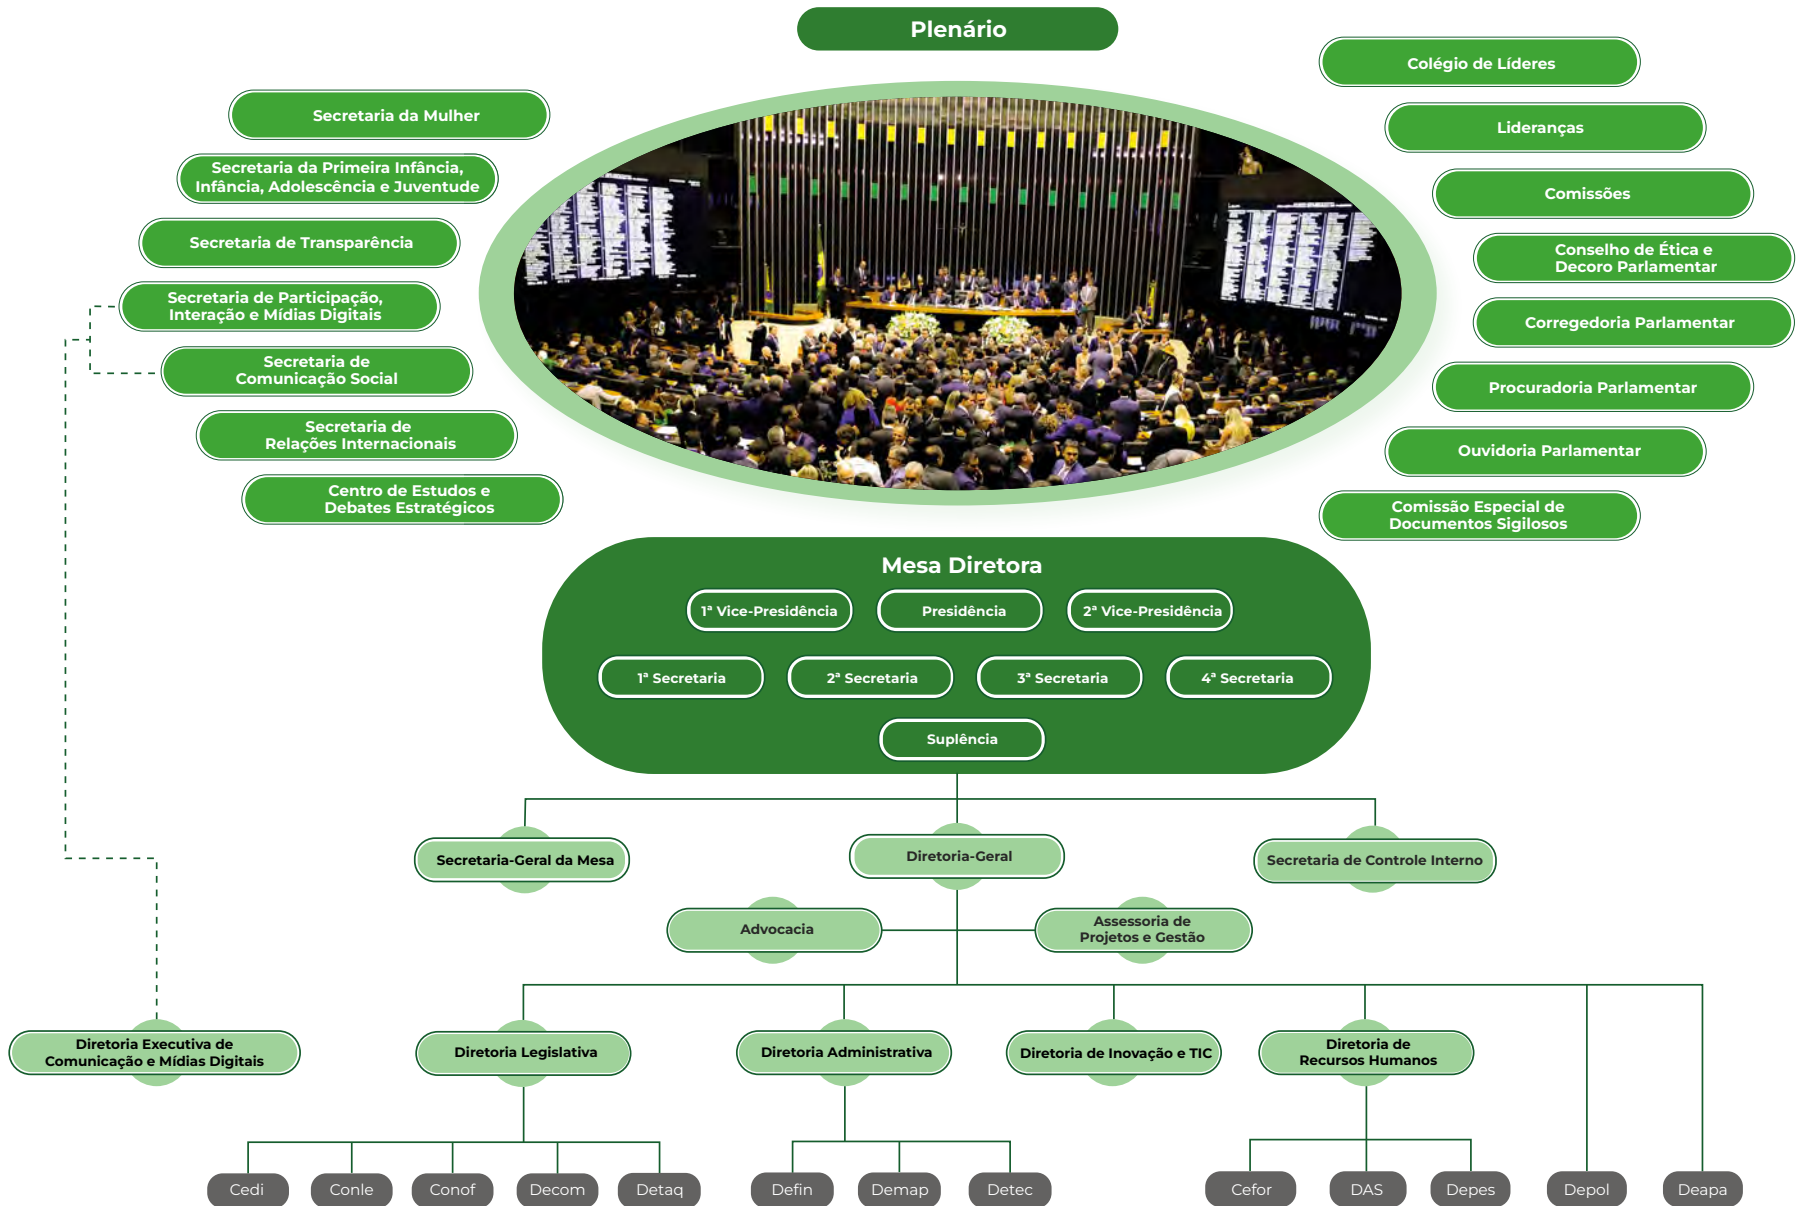 Plenário
Secretaria da Mulher
Secretaria da Primeira Infância,
Infância, Adolescência e Juventude
Secretaria de Transparência
Secretaria de Participação,
Interação e Mídias Digitais
Secretaria de
Comunicação Social
Secretaria de
Relações Internacionais
Centro de Estudos e
Debates Estratégicos
Colégio de Líderes
Lideranças
Comissões
Conselho de Ética e
Decoro Parlamentar
Corregedoria Parlamentar
Procuradoria Parlamentar
Ouvidoria Parlamentar
Comissão Especial de
Documentos Sigilosos
Mesa Diretora
1ª Vice-Presidência
Presidência
2ª Vice-Presidência
1ª Secretaria
2ª Secretaria
3ª Secretaria
4ª Secretaria
Suplência
Secretaria-Geral da Mesa
Diretoria-Geral
Secretaria de Controle Interno
Advocacia
Assessoria de
Projetos e Gestão
Diretoria Executiva de
Comunicação e Mídias Digitais
Diretoria Legislativa
Diretoria Administrativa
Diretoria de Inovação e TIC
Diretoria de
Recursos Humanos
Cedi
Conle
Conof
Decom
Detaq
Defin
Demap
Detec
Cefor
DAS
Depes
Depol
Deapa